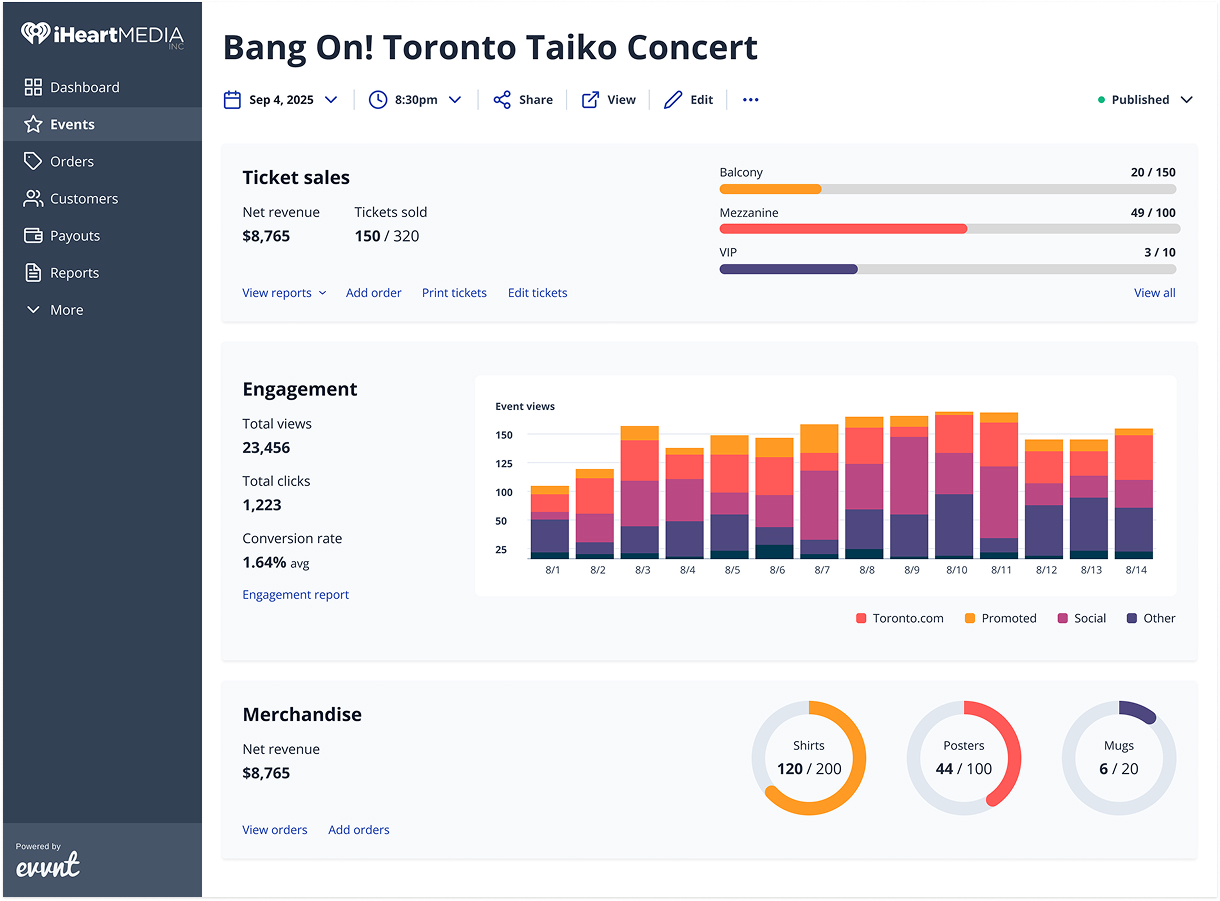 iHeartMEDIA
INC
Dashboard
Events
Orders
Customers
Payouts
Reports
More
Powered by
evvnt
Bang On! Toronto Taiko Concert
Sep 4, 2025
8:30pm
Share
View
Edit
Published
Ticket sales
Net revenue
$8,765
Tickets sold
150 / 320
View reports
Add order
Print tickets
Edit tickets
Balcony 20 / 150
Mezzanine 49 / 100
VIP 3 / 10
View all
Engagement
Total views
23,456
Total clicks
1,223
Conversion rate
1.64% avg
Engagement report
Event views
150
125
100
50
25
8/1 8/2 8/3 8/4 8/5 8/6 8/7 8/8 8/9 8/10 8/11 8/12 8/13 8/14
Toronto.com Promoted Social Other
Merchandise
Net revenue
$8,765
View orders
Add orders
Shirts
120 / 200
Posters
44 / 100
Mugs
6 / 20